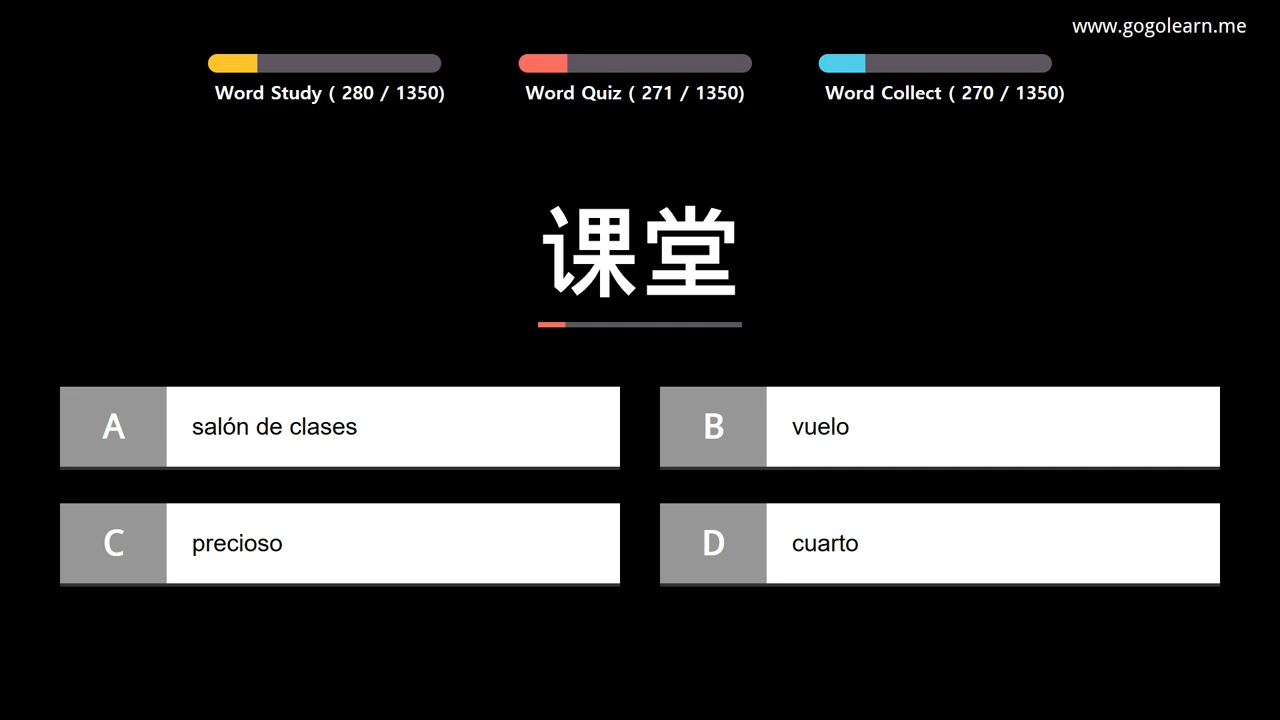 www.gogolearn.me
Word Study ( 280 / 1350)
Word Quiz ( 271 / 1350)
Word Collect ( 270 / 1350)
课堂
A salón de clases
B vuelo
C precioso
D cuarto